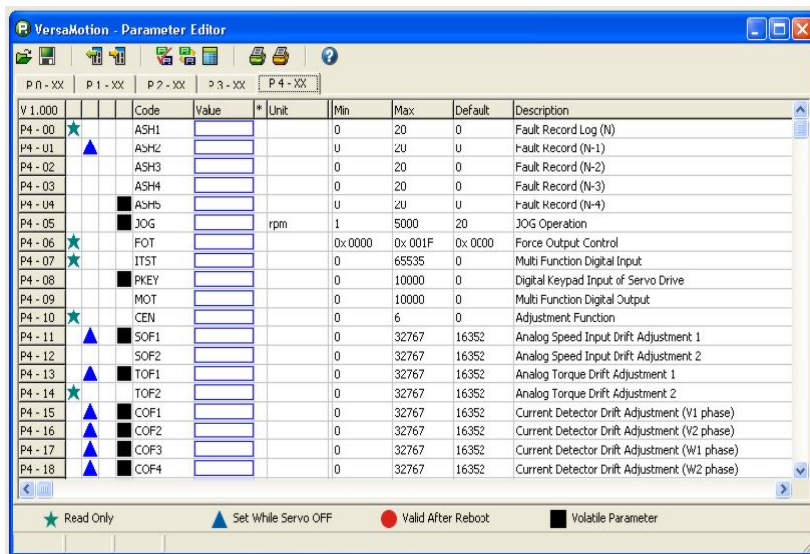 VersaMotion - Parameter Editor
P 0 - XX P 1 - XX P 2 - XX P 3 - XX P 4 - XX
V 1.000 Code Value * Unit Min Max Default Description
P4 - 00 ASH1 0 20 0 Fault Record Log (N)
P4 - 01 ASH2 0 20 0 Fault Record (N-1)
P4 - 02 ASH3 0 20 0 Fault Record (N-2)
P4 - 03 ASH4 0 20 0 Fault Record (N-3)
P4 - 04 ASH5 0 20 0 Fault Record (N-4)
P4 - 05 JOG rpm 1 5000 20 JOG Operation
P4 - 06 FOT 0x 0000 0x 001F 0x 0000 Force Output Control
P4 - 07 ITST 0 65535 0 Multi Function Digital Input
P4 - 08 PKEY 0 10000 0 Digital Keypad Input of Servo Drive
P4 - 09 MOT 0 10000 0 Multi Function Digital Output
P4 - 10 CEN 0 6 0 Adjustment Function
P4 - 11 SOF1 0 32767 16352 Analog Speed Input Drift Adjustment 1
P4 - 12 SOF2 0 32767 16352 Analog Speed Input Drift Adjustment 2
P4 - 13 TOF1 0 32767 16352 Analog Torque Drift Adjustment 1
P4 - 14 TOF2 0 32767 16352 Analog Torque Drift Adjustment 2
P4 - 15 COF1 0 32767 16352 Current Detector Drift Adjustment (V1 phase)
P4 - 16 COF2 0 32767 16352 Current Detector Drift Adjustment (V2 phase)
P4 - 17 COF3 0 32767 16352 Current Detector Drift Adjustment (W1 phase)
P4 - 18 COF4 0 32767 16352 Current Detector Drift Adjustment (W2 phase)
Read Only Set While Servo OFF Valid After Reboot Volatile Parameter